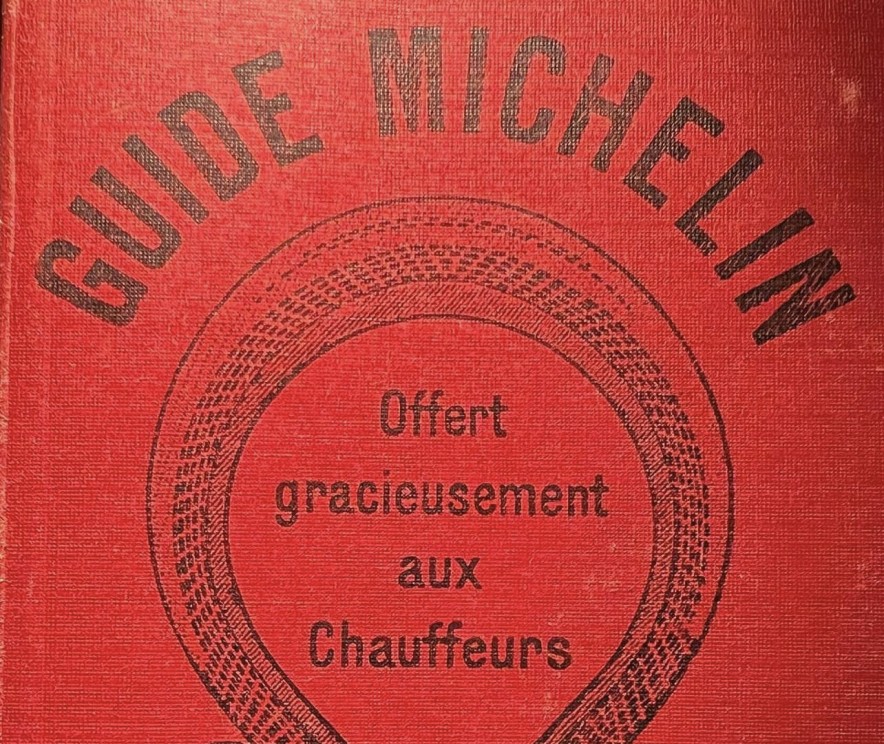 GUIDE MICHELIN
Offert
gracieusement
aux
Chauffeurs